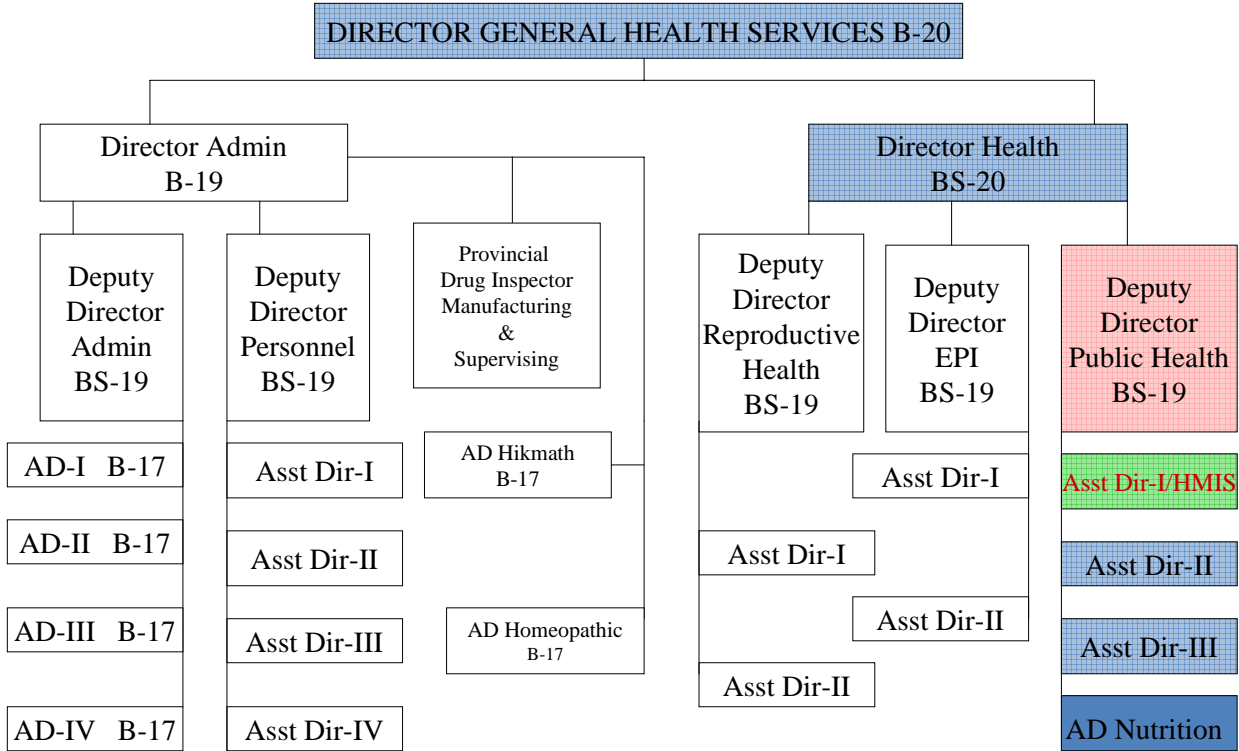 DIRECTOR GENERAL HEALTH SERVICES B-20
Director Admin
B-19
Director Health
BS-20
Deputy
Director
Admin
BS-19
Deputy
Director
Personnel
BS-19
Provincial
Drug Inspector
Manufacturing
&
Supervising
Deputy
Director
Reproductive
Health
BS-19
Deputy
Director
EPI
BS-19
Deputy
Director
Public Health
BS-19
AD-I B-17
AD-II B-17
AD-III B-17
AD-IV B-17
Asst Dir-I
Asst Dir-II
Asst Dir-III
Asst Dir-IV
AD Hikmath
B-17
AD Homeopathic
B-17
Asst Dir-I
Asst Dir-II
Asst Dir-I
Asst Dir-II
Asst Dir-I/HMIS
Asst Dir-II
Asst Dir-III
AD Nutrition